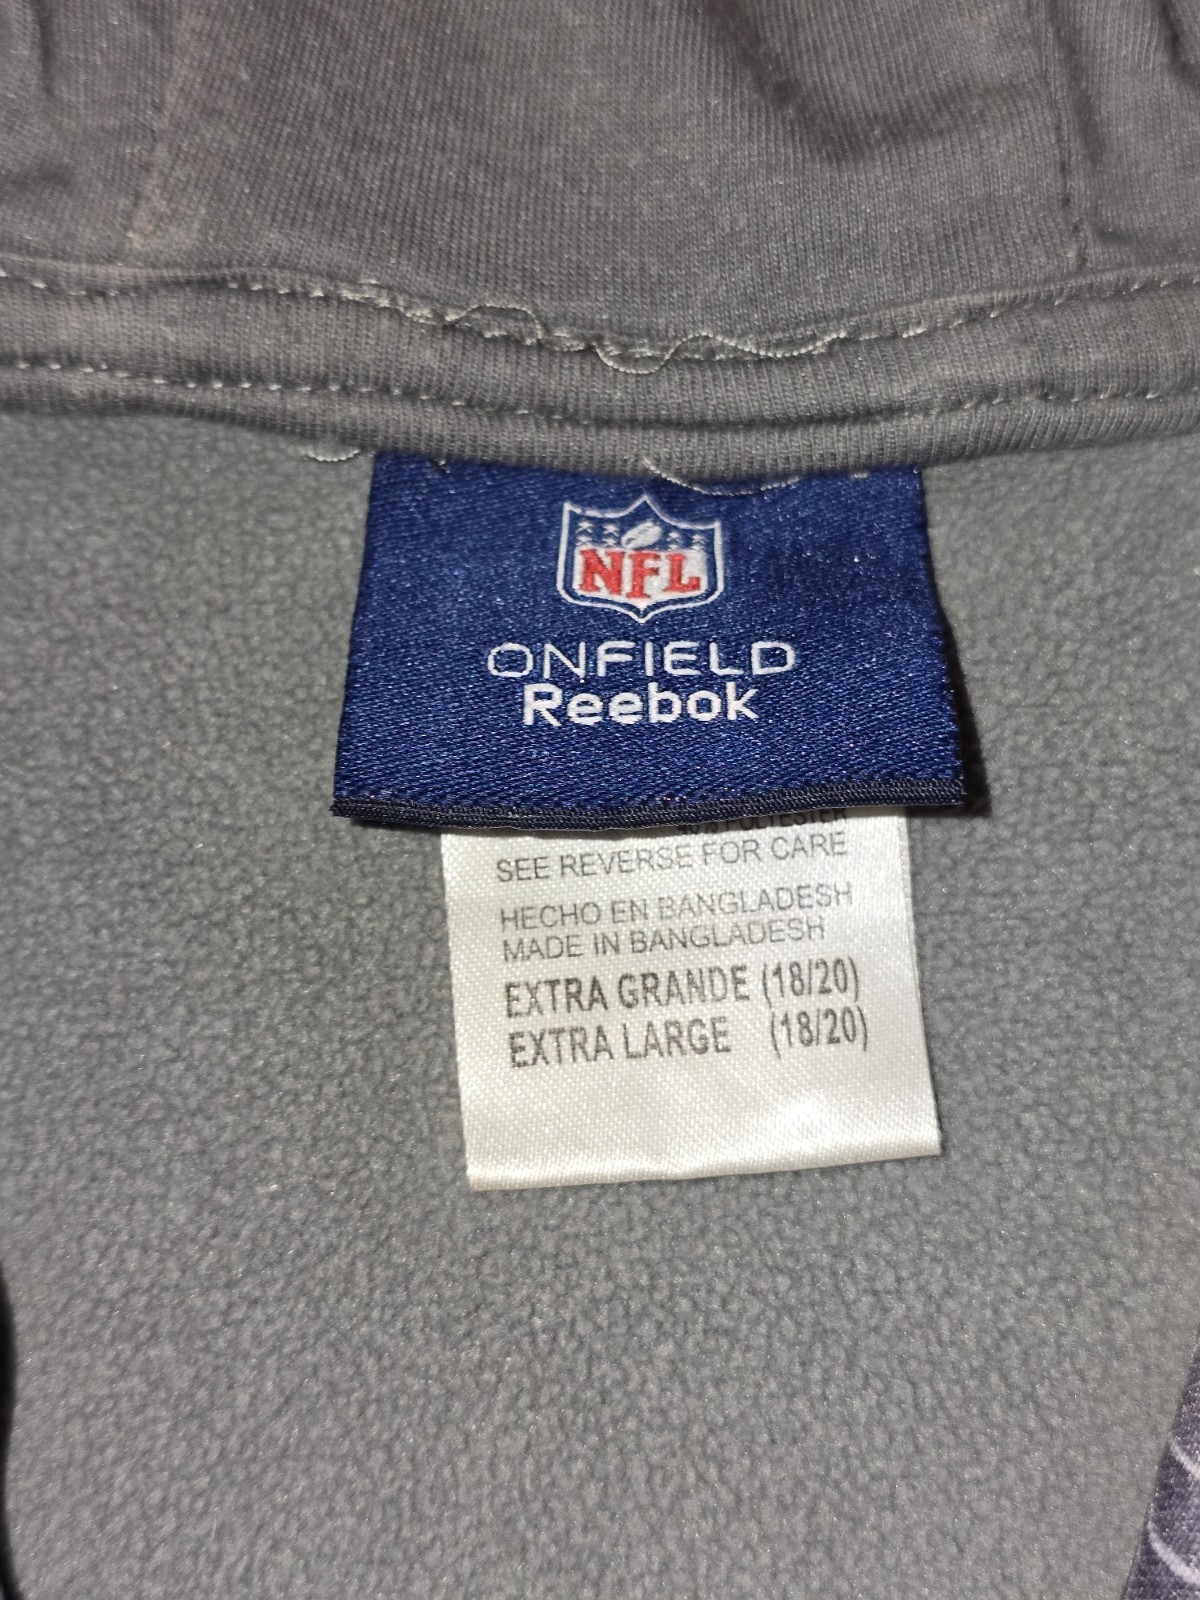 NFL
ONFIELD
Reebok
POLYESTER
SEE REVERSE FOR CARE
HECHO EN BANGLADESH
MADE IN BANGLADESH
EXTRA GRANDE (18/20)
EXTRA LARGE (18/20)